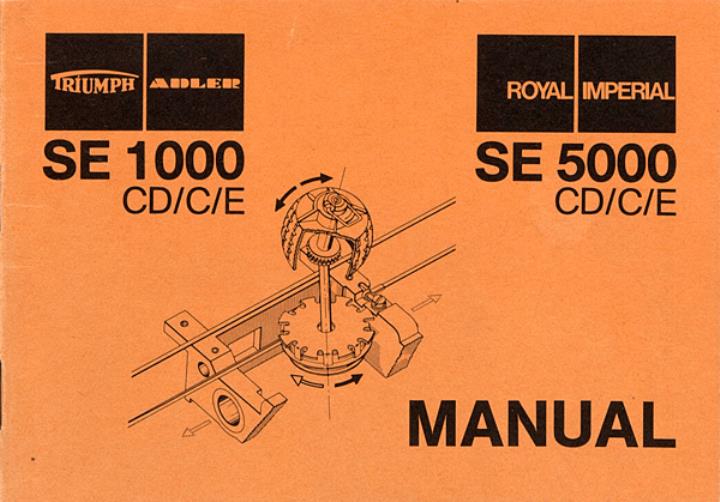 TRIUMPH ADLER
SE 1000
CD/C/E
ROYAL IMPERIAL
SE 5000
CD/C/E
MANUAL